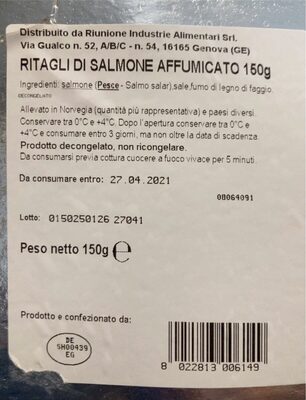 Distribuito da Riunione Industrie Alimentari Srl.
Via Gualco n. 52, A/B/C - n. 54, 16165 Genova (GE)
RITAGLI DI SALMONE AFFUMICATO 150g
Ingredienti: salmone (Pesce - Salmo salar),sale,fumo di legno di faggio.
DECONGELATO
Allevato in Norvegia (quantità più rappresentativa) e paesi diversi.
Conservare tra 0°C e +4°C. Dopo l'apertura conservare tra 0°C e
+4°C e consumare entro 3 giorni, ma non oltre la data di scadenza.
Prodotto decongelato, non ricongelare.
Da consumarsi previa cottura cuocere a fuoco vivace per 5 minuti.
Da consumare entro: 27.04.2021
08064091
Lotto: 0150250126 27041
Peso netto 150g ℮
Prodotto e confezionato da:
DE
SH00439
EG
8 022813 006149